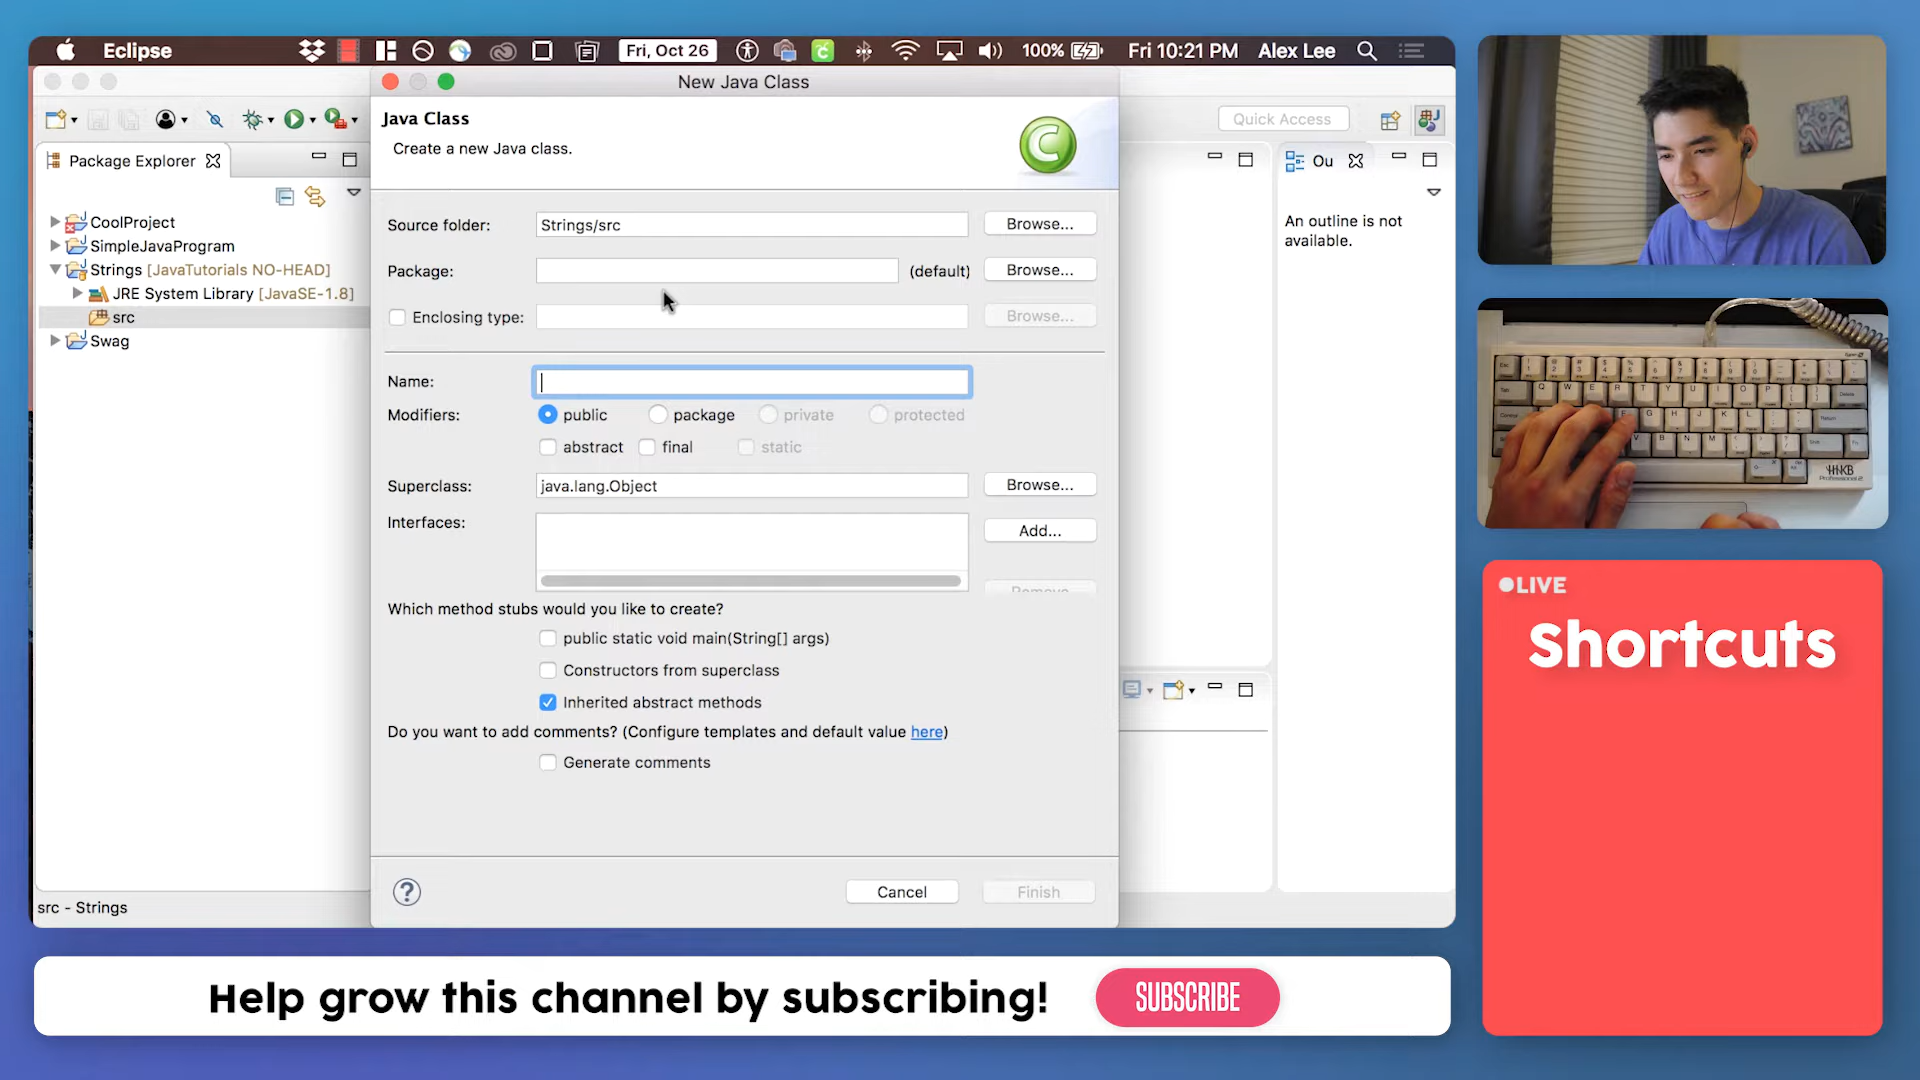 Eclipse
Fri, Oct 26
100%
Fri 10:21 PM
Alex Lee
New Java Class
Quick Access
Java Class
Create a new Java class.
Package Explorer
Ou
CoolProject
SimpleJavaProgram
Strings [JavaTutorials NO-HEAD]
JRE System Library [JavaSE-1.8]
src
Swag
An outline is not
available.
Source folder:
Strings/src
Browse...
Package:
(default)
Browse...
Enclosing type:
Browse...
Name:
Modifiers:
public
package
private
protected
abstract
final
static
Superclass:
java.lang.Object
Browse...
Interfaces:
Add...
Remove
Which method stubs would you like to create?
public static void main(String[] args)
Constructors from superclass
Inherited abstract methods
Do you want to add comments? (Configure templates and default value here)
Generate comments
?
Cancel
Finish
src - Strings
HHKB
Professional 2
LIVE
Shortcuts
Help grow this channel by subscribing!
SUBSCRIBE